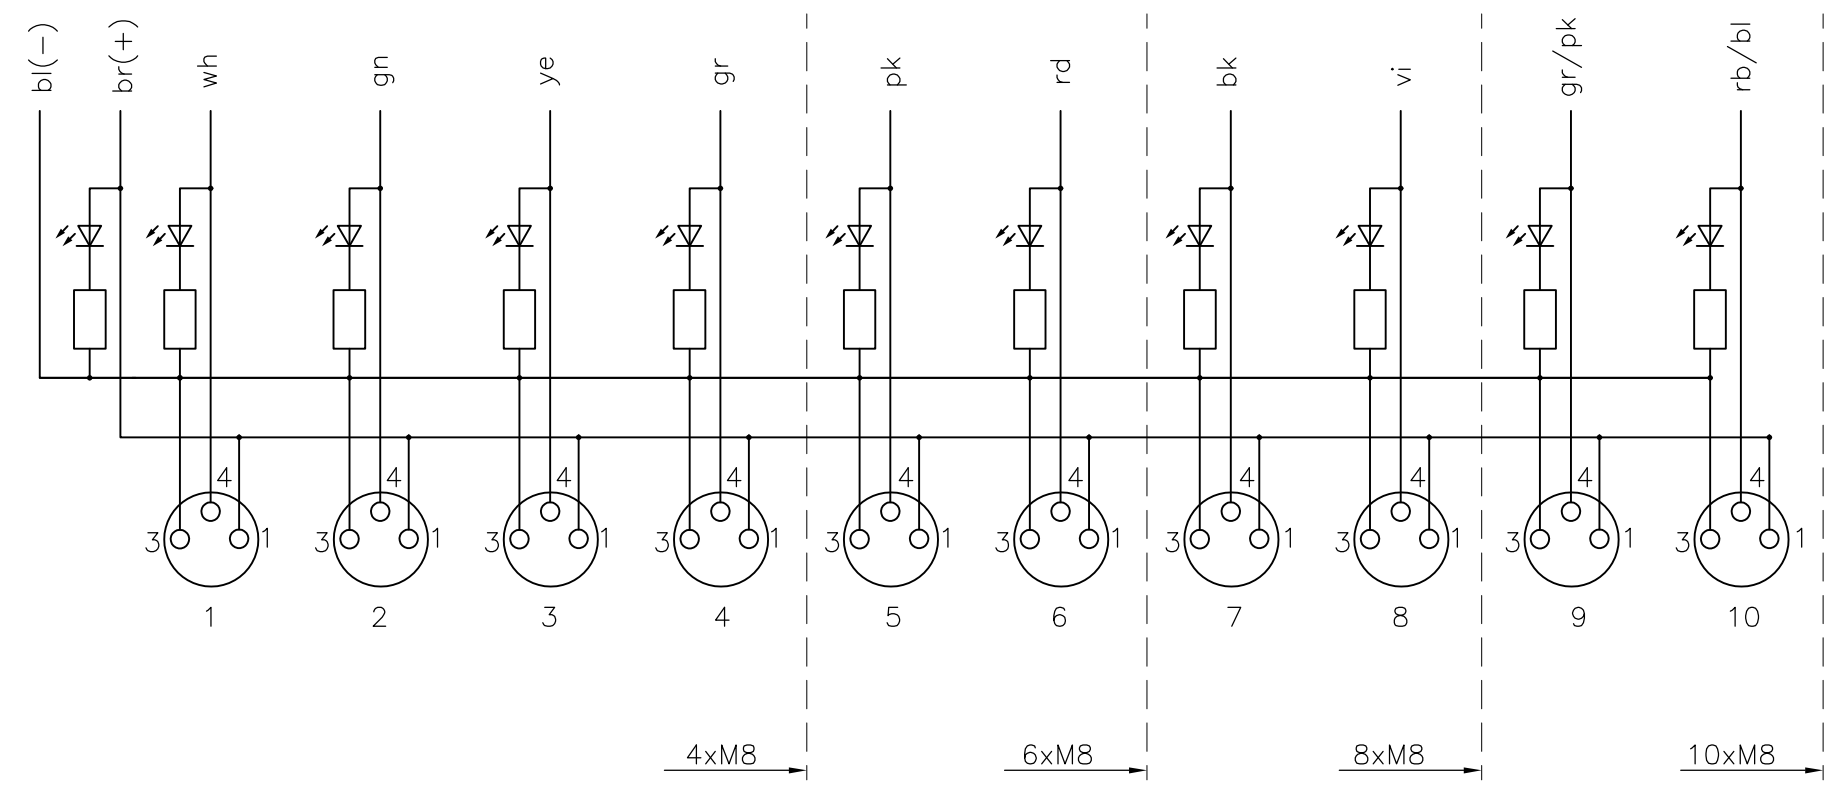 bl(-) br(+) wh gn ye gr pk rd bk vi gr/pk rb/bl
4 4 4 4 4 4 4 4 4 4
3 1 3 1 3 1 3 1 3 1 3 1 3 1 3 1 3 1 3 1
1 2 3 4 5 6 7 8 9 10
4xM8 6xM8 8xM8 10xM8